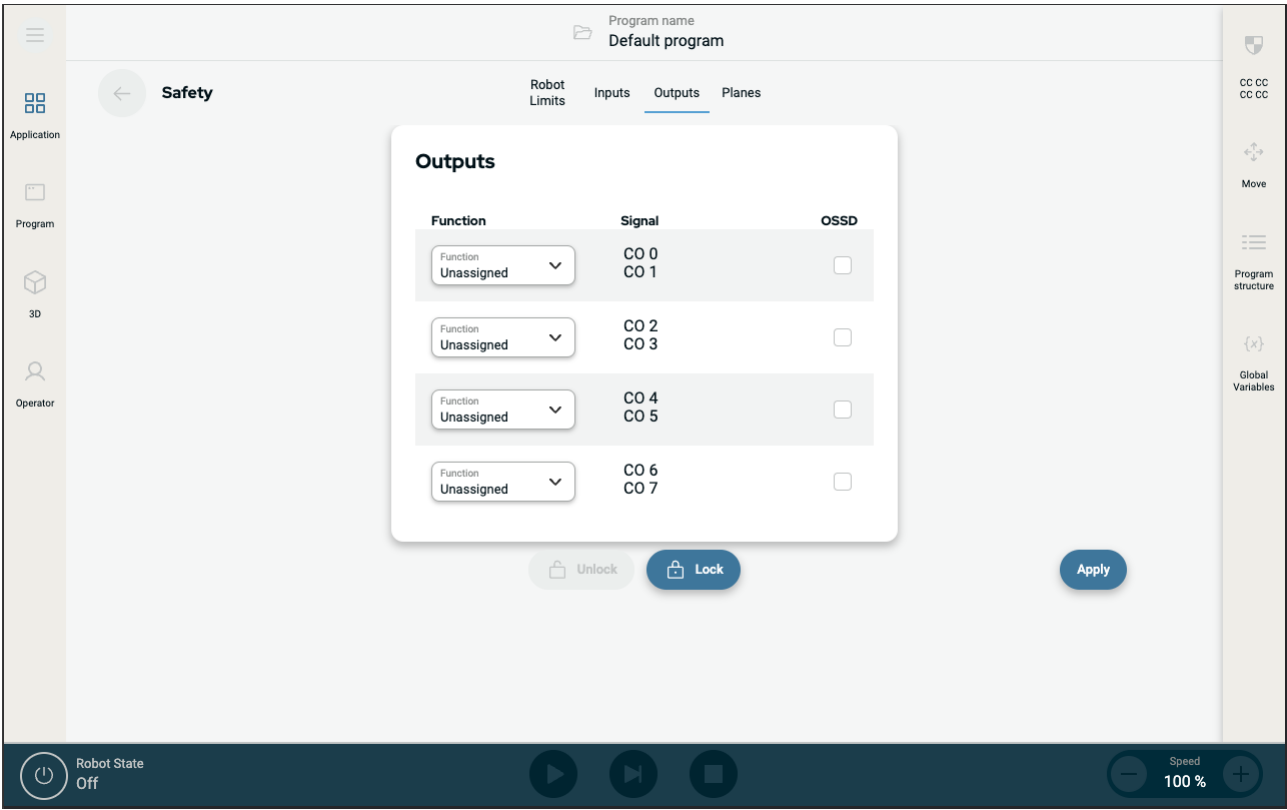 Program name
Default program
Application
Program
3D
Operator
Safety
Robot
Limits
Inputs
Outputs
Planes
Outputs
Function
Signal
OSSD
Function
Unassigned
CO 0
CO 1
Function
Unassigned
CO 2
CO 3
Function
Unassigned
CO 4
CO 5
Function
Unassigned
CO 6
CO 7
Unlock
Lock
Apply
CC CC
CC CC
Move
Program
structure
{x}
Global
Variables
Robot State
Off
Speed
100 %